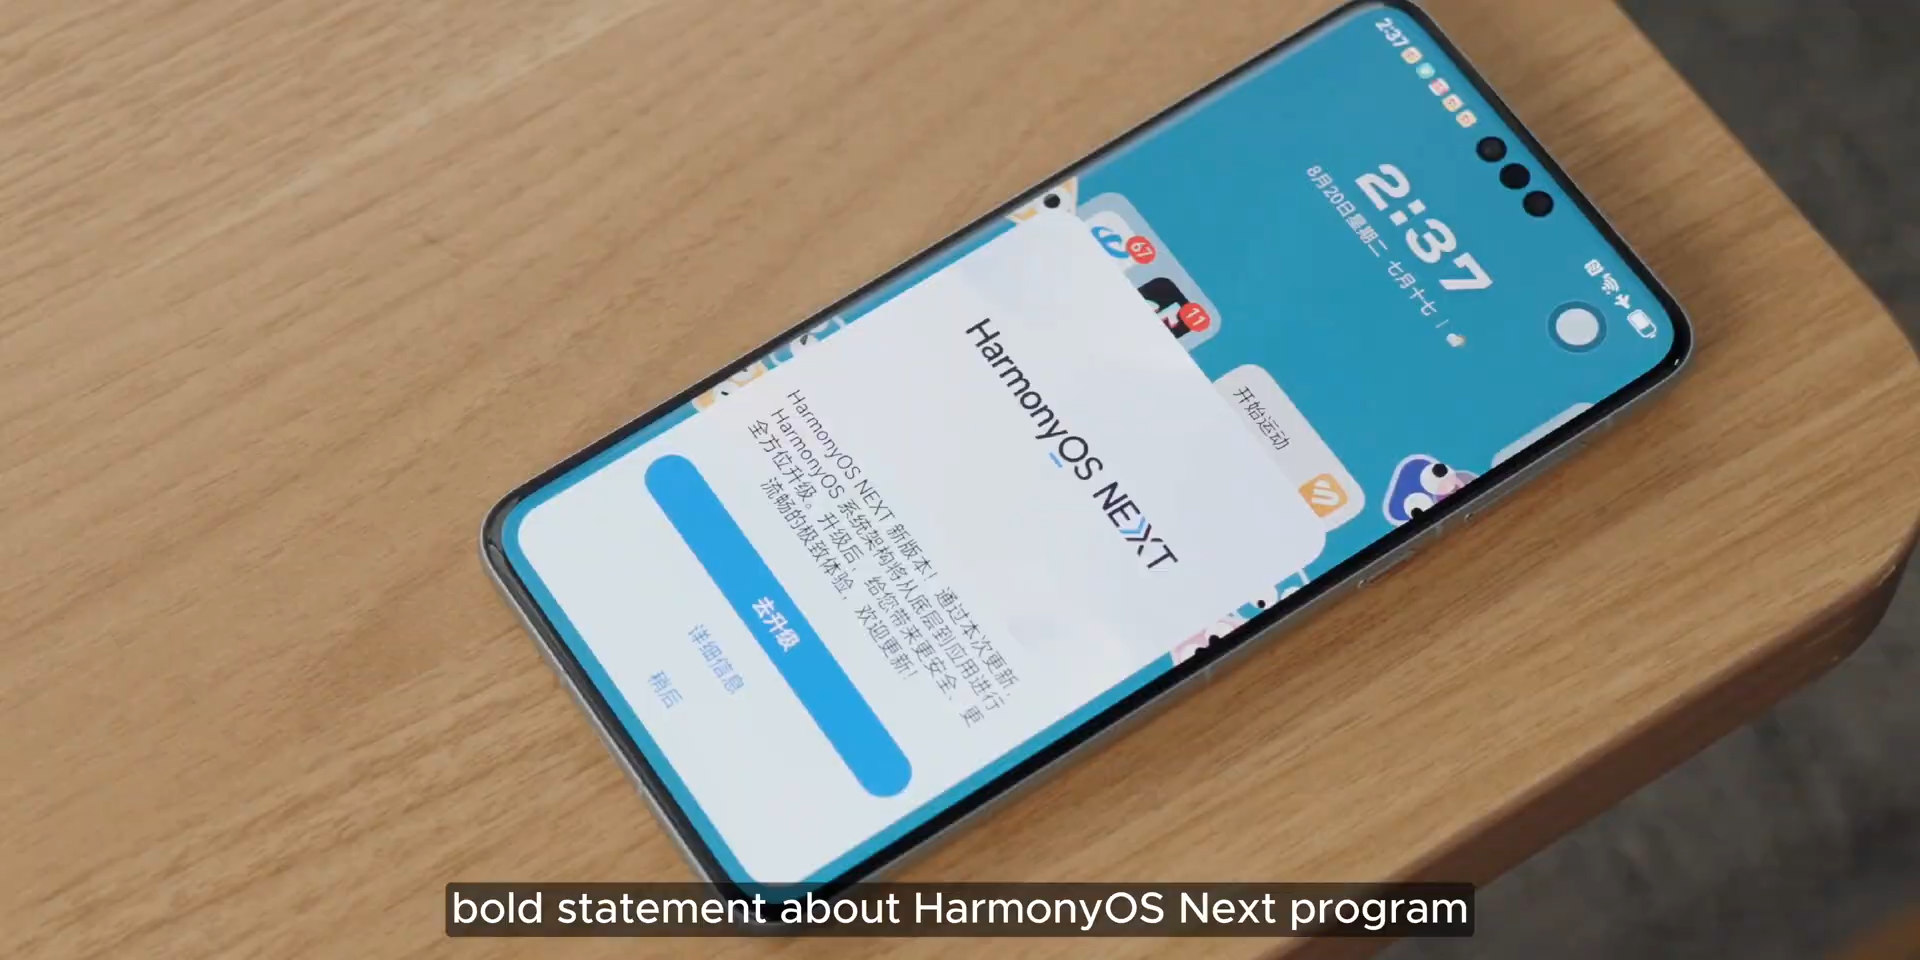 2:37
2:37
8月20日星期二 七月十七
67
11
开始运动
HarmonyOS NEXT
HarmonyOS NEXT 新版本！通过本次更新，
HarmonyOS 系统架构将从底层到应用进行
全方位升级。升级后，给您带来更安全、更
流畅的极致体验，欢迎更新！
去升级
详细信息
稍后
bold statement about HarmonyOS Next program